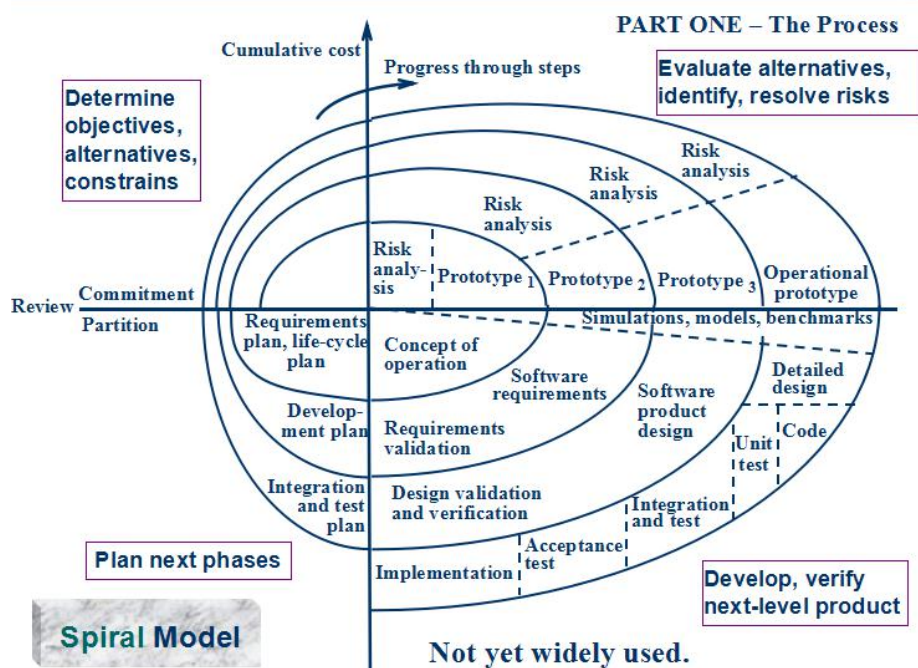 PART ONE – The Process
Cumulative cost
Progress through steps
Evaluate alternatives,
identify, resolve risks
Determine
objectives,
alternatives,
constrains
Risk
analysis
Risk
analysis
Risk
analysis
Risk
analy-
sis
Prototype 1
Prototype 2
Prototype 3
Operational
prototype
Review
Commitment
Partition
Simulations, models, benchmarks
Requirements
plan, life-cycle
plan
Concept of
operation
Software
requirements
Software
product
design
Detailed
design
Develop-
ment plan
Requirements
validation
Unit
test
Code
Integration
and test
plan
Design validation
and verification
Integration
and test
Acceptance
test
Implementation
Plan next phases
Develop, verify
next-level product
Spiral Model
Not yet widely used.